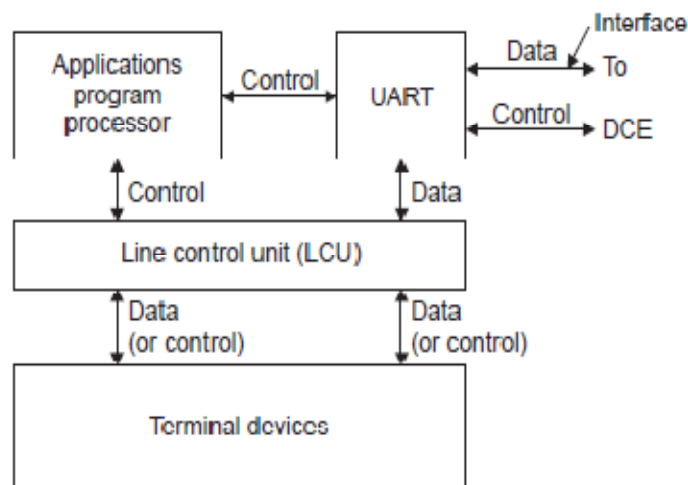 Interface
Applications
program
processor
Control
UART
Data
To
Control
DCE
Control
Data
Line control unit (LCU)
Data
(or control)
Data
(or control)
Terminal devices